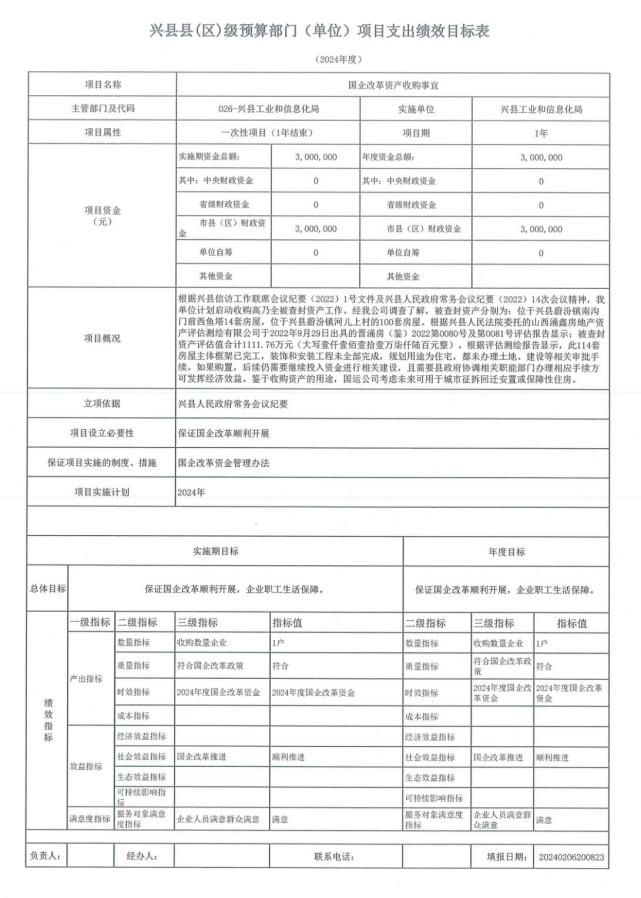 兴县县(区)级预算部门（单位）项目支出绩效目标表
（2024年度）
项目名称 国企改革资产收购事宜
主管部门及代码 026-兴县工业和信息化局 实施单位 兴县工业和信息化局
项目属性 一次性项目（1年结束） 项目期 1年
项目资金（元）
实施期资金总额： 3,000,000 年度资金总额： 3,000,000
其中：中央财政资金 0 其中：中央财政资金 0
省级财政资金 0 省级财政资金 0
市县（区）财政资金 3,000,000 市县（区）财政资金 3,000,000
单位自筹 0 单位自筹 0
其他资金 其他资金
项目概况
根据兴县信访工作联席会议纪要（2022）1号文件及兴县人民政府常务会议纪要（2022）14次会议精神，我
单位计划启动收购高乃全被查封资产工作。经我公司调查了解，被查封资产分别为：位于兴县蔚汾镇南沟
门前西鱼塔14套房屋，位于兴县蔚汾镇河儿上村的100套房屋。根据兴县人民法院委托的山西涌鑫房地产资
产评估测绘有限公司于2022年9月29日出具的普涌房（鉴）2022第0080号及第0081号评估报告显示：被查封
资产评估值合计1111.76万元（大写壹仟壹佰壹拾壹万柒仟陆百元整）。根据评估测绘报告显示，此114套
房屋主体框架已完工，装饰和安装工程未全部完成，规划用途为住宅，都未办理土地、建设等相关审批手
续。如果购置，后续仍需要继续投入资金进行相关建设，且需要县政府协调相关职能部门办理相应手续方
可发挥经济效益。鉴于收购资产的用途，国运公司考虑未来可用于城市征拆回迁安置或保障性住房。
立项依据 兴县人民政府常务会议纪要
项目设立必要性 保证国企改革顺利开展
保证项目实施的制度、措施 国企改革资金管理办法
项目实施计划 2024年
实施期目标 年度目标
总体目标 保证国企改革顺利开展，企业职工生活保障。 保证国企改革顺利开展，企业职工生活保障。
绩效指标
一级指标 二级指标 三级指标 指标值 二级指标 三级指标 指标值
产出指标
数量指标 收购数量企业 1户 数量指标 收购数量企业 1户
质量指标 符合国企改革政策 符合 质量指标 符合国企改革政策 符合
时效指标 2024年度国企改革资金 2024年度国企改革资金 时效指标 2024年度国企改革资金 2024年度国企改革资金
成本指标 成本指标
效益指标
经济效益指标 经济效益指标
社会效益指标 国企改革推进 顺利推进 社会效益指标 国企改革推进 顺利推进
生态效益指标 生态效益指标
可持续影响指标 可持续影响指标
满意度指标 服务对象满意度指标 企业人员满意群众满意 满意 服务对象满意度指标 企业人员满意群众满意 满意
负责人： 经办人： 联系电话： 填报日期： 20240206200823